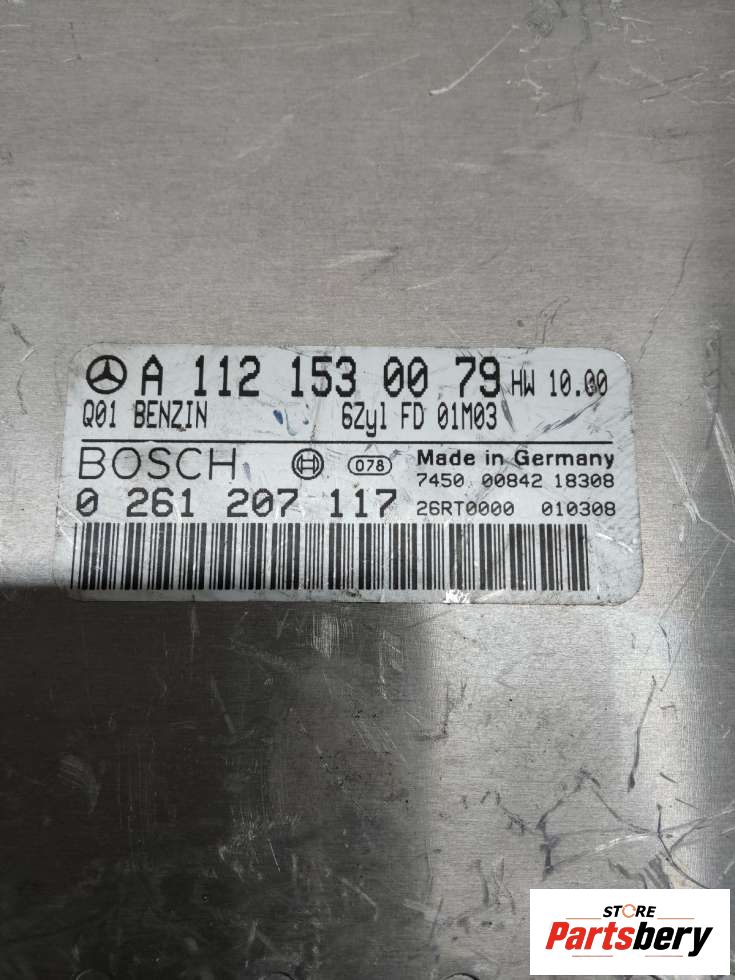 A 112 153 00 79 HW 10.00
Q01 BENZIN 6Zyl FD 01M03
BOSCH 078 Made in Germany
7450 00842 18308
0 261 207 117 26RT0000 010308
STORE
Partsbery